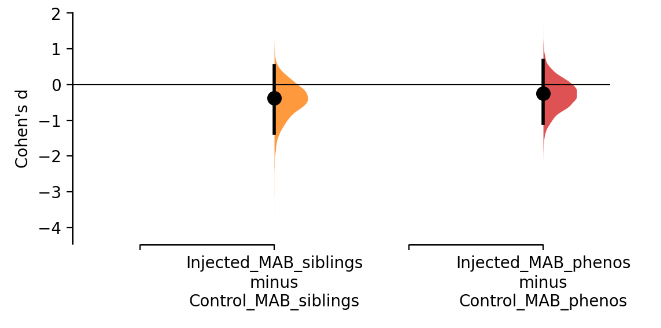 2
1
0
−1
−2
−3
−4
Cohen's d
Injected_MAB_siblings
minus
Control_MAB_siblings
Injected_MAB_phenos
minus
Control_MAB_phenos